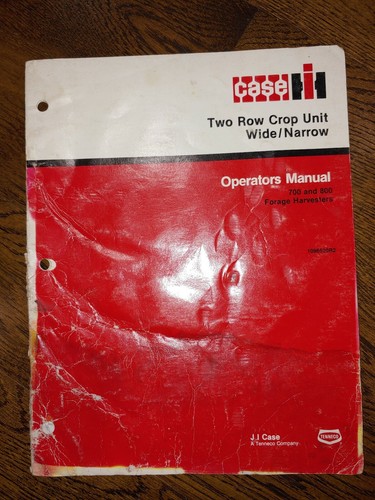 case IH
Two Row Crop Unit
Wide/Narrow
Operators Manual
700 and 800
Forage Harvesters
J.I Case
A Tenneco Company
TENNECO